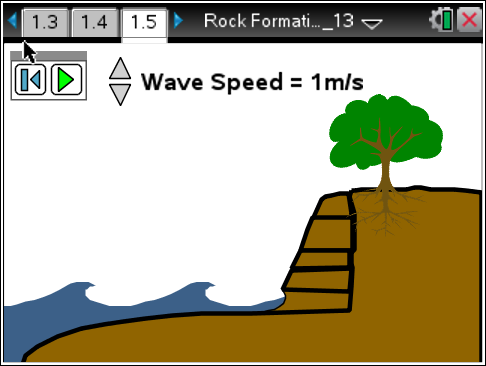 1.3 1.4 1.5 Rock Formati..._13
Wave Speed = 1m/s